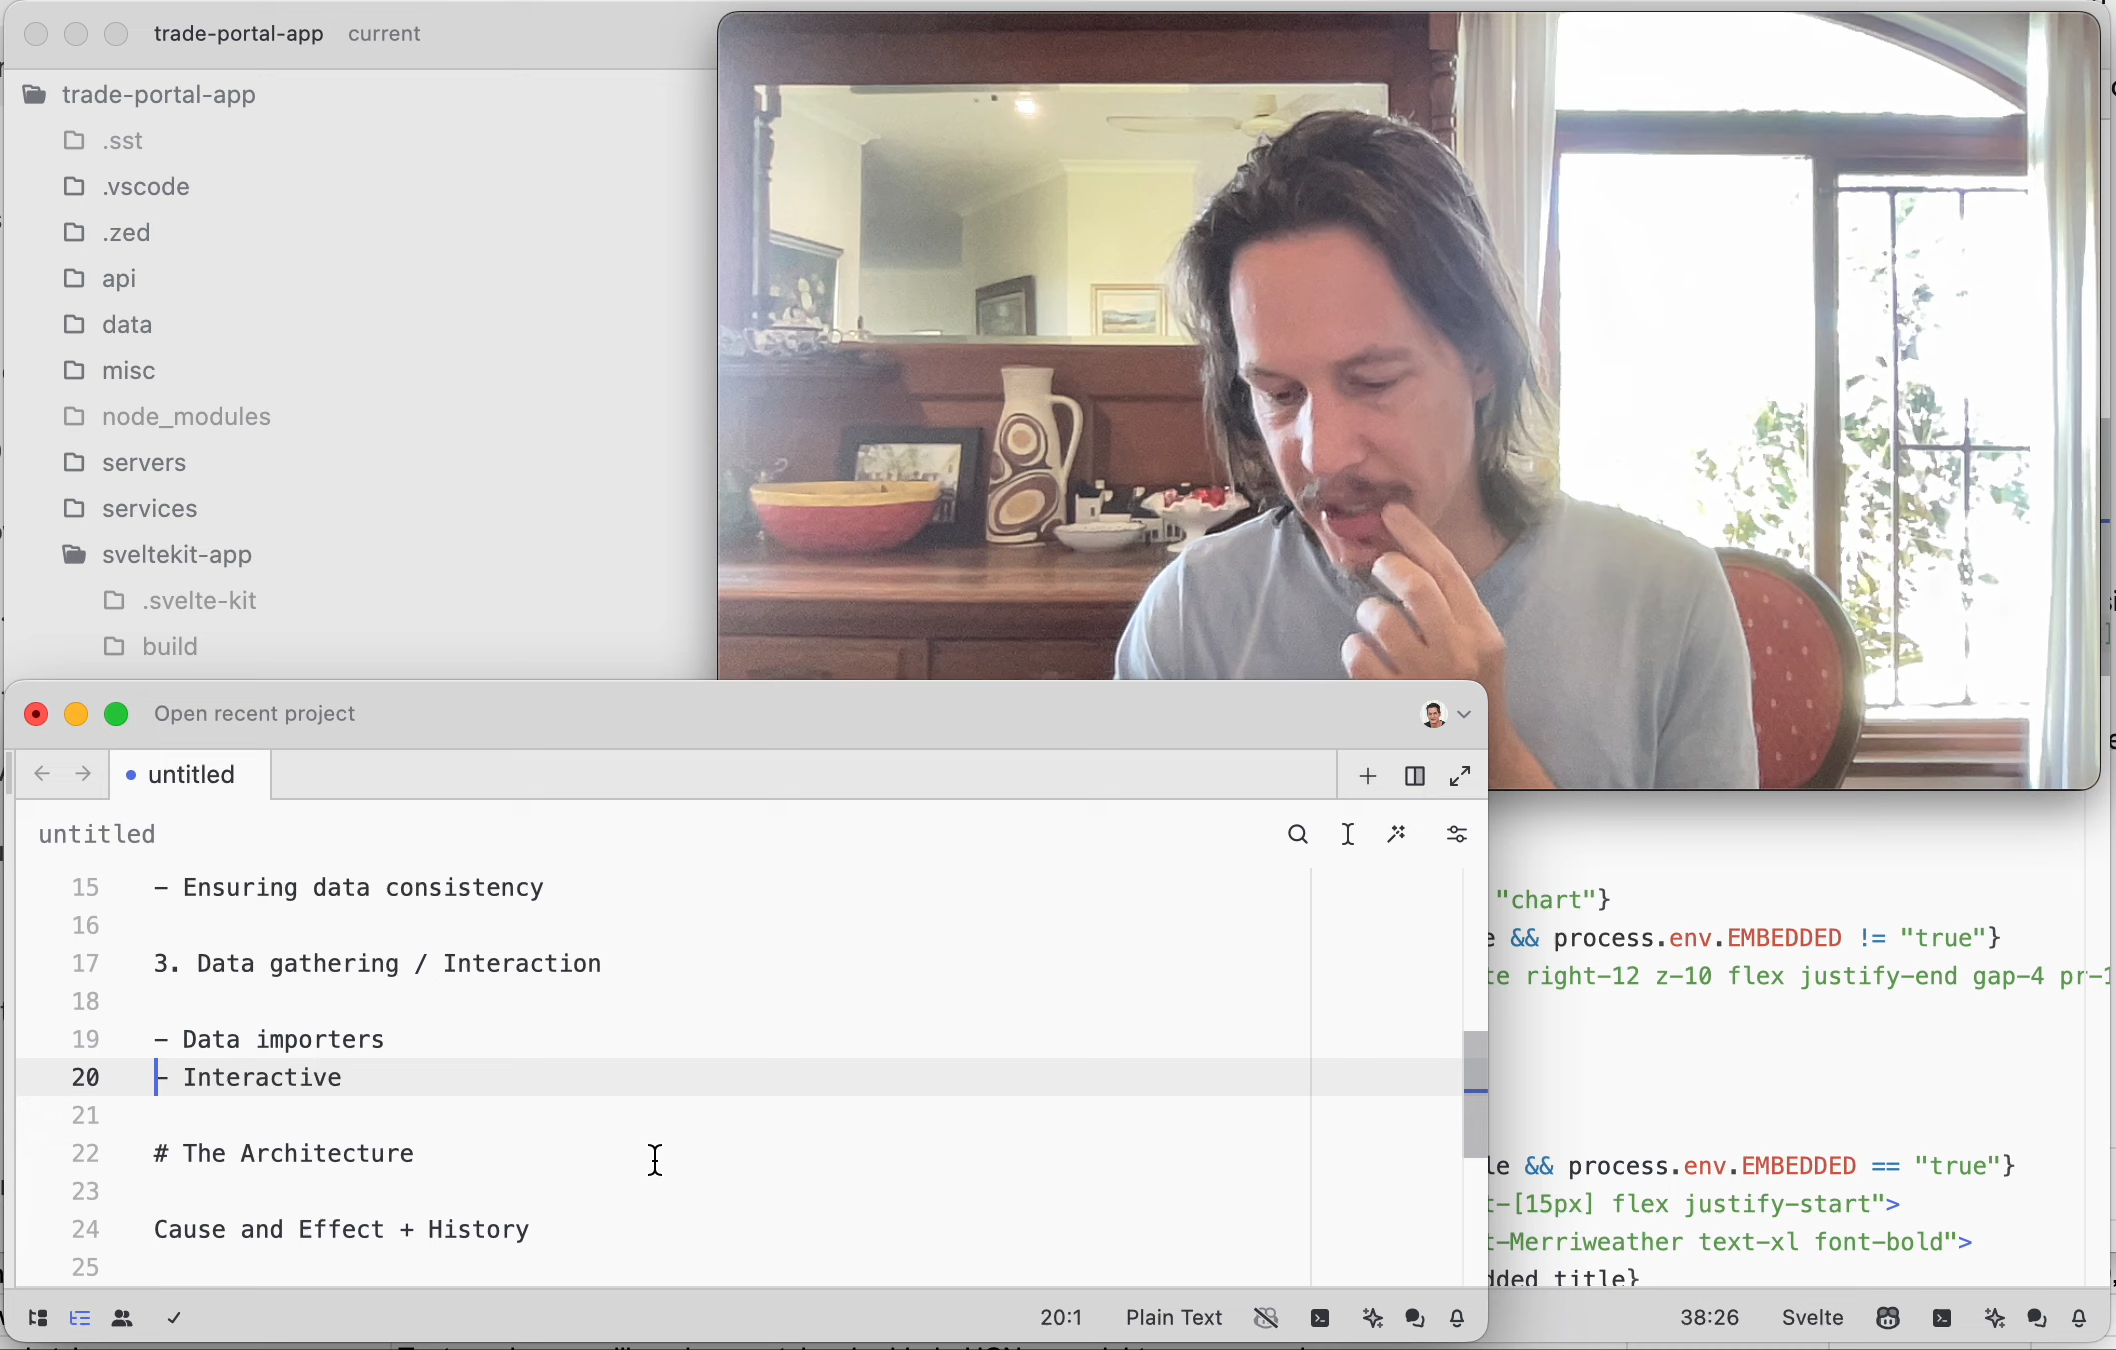 trade-portal-app current
trade-portal-app
.sst
.vscode
.zed
api
data
misc
node_modules
servers
services
sveltekit-app
.svelte-kit
build
Open recent project
untitled
untitled
15 - Ensuring data consistency
16
17 3. Data gathering / Interaction
18
19 - Data importers
20 - Interactive
21
22 # The Architecture
23
24 Cause and Effect + History
25
20:1 Plain Text
"chart"}
e && process.env.EMBEDDED != "true"}
te right-12 z-10 flex justify-end gap-4 pr-1
le && process.env.EMBEDDED == "true"}
t-[15px] flex justify-start">
t-Merriweather text-xl font-bold">
dded title}
38:26 Svelte